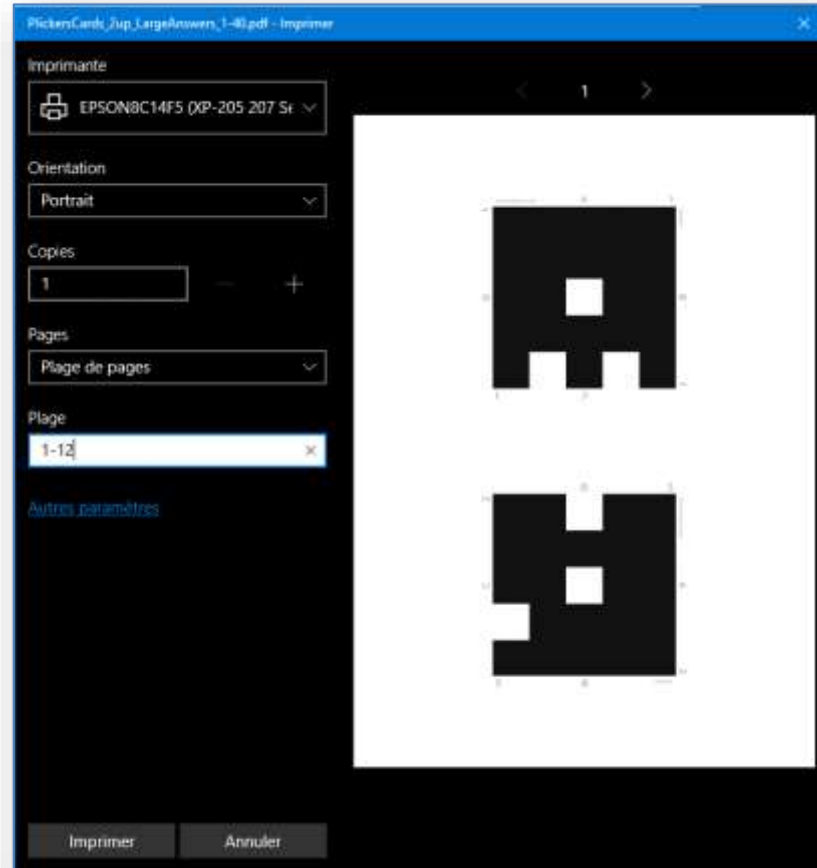 PlickersCards_2up_LargeAnswers_1-40.pdf - Imprimer
Imprimante
EPSON8C14F5 (XP-205 207 Se
1
Orientation
Portrait
Copies
1
Pages
Plage de pages
Plage
1-12
Autres paramètres
Imprimer
Annuler